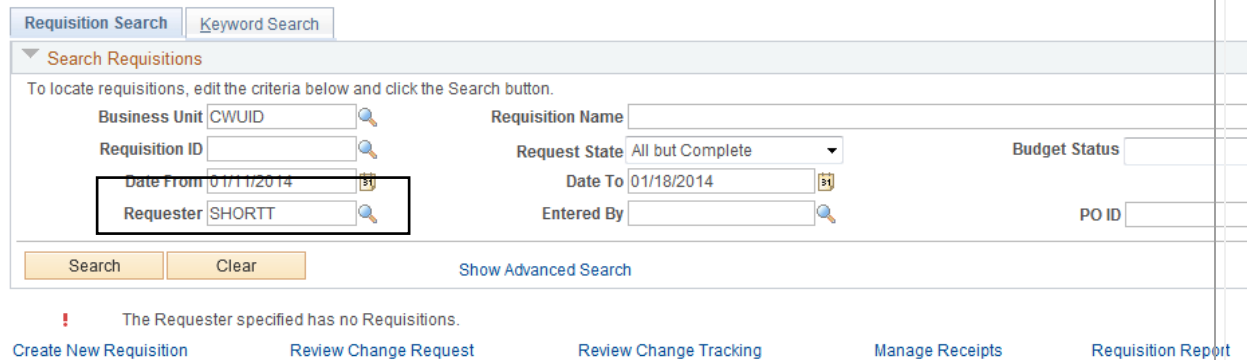 Requisition Search Keyword Search
Search Requisitions
To locate requisitions, edit the criteria below and click the Search button.
Business Unit CWUID Requisition Name
Requisition ID Request State All but Complete Budget Status
Date From 01/11/2014 31 Date To 01/18/2014 31
Requester SHORTT Entered By PO ID
Search Clear Show Advanced Search
! The Requester specified has no Requisitions.
Create New Requisition Review Change Request Review Change Tracking Manage Receipts Requisition Report